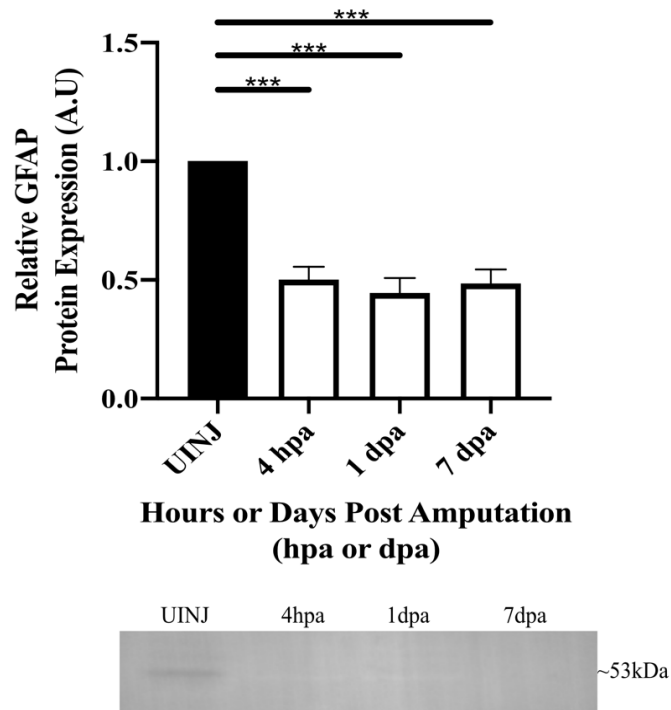 ***
***
***
Relative GFAP
Protein Expression (A.U)
1.5
1.0
0.5
0.0
UINJ
4 hpa
1 dpa
7 dpa
Hours or Days Post Amputation
(hpa or dpa)
UINJ 4hpa 1dpa 7dpa
~53kDa